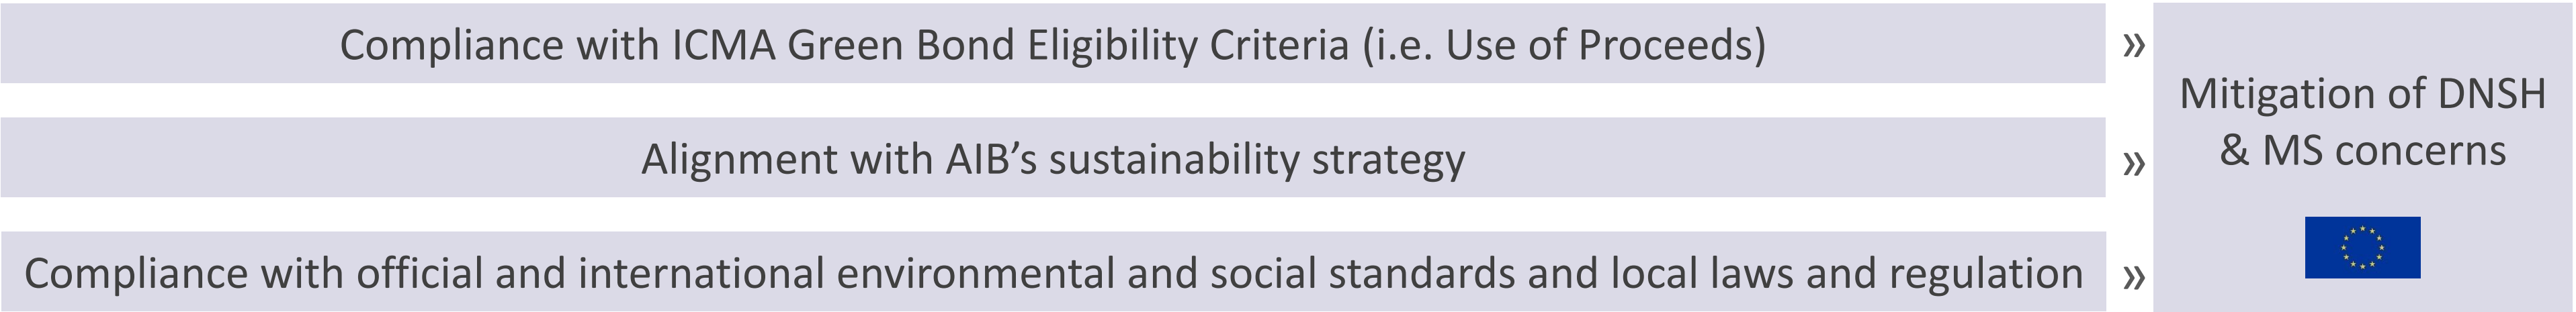 Compliance with ICMA Green Bond Eligibility Criteria (i.e. Use of Proceeds)
»
Alignment with AIB’s sustainability strategy
»
Compliance with official and international environmental and social standards and local laws and regulation
»
Mitigation of DNSH
& MS concerns